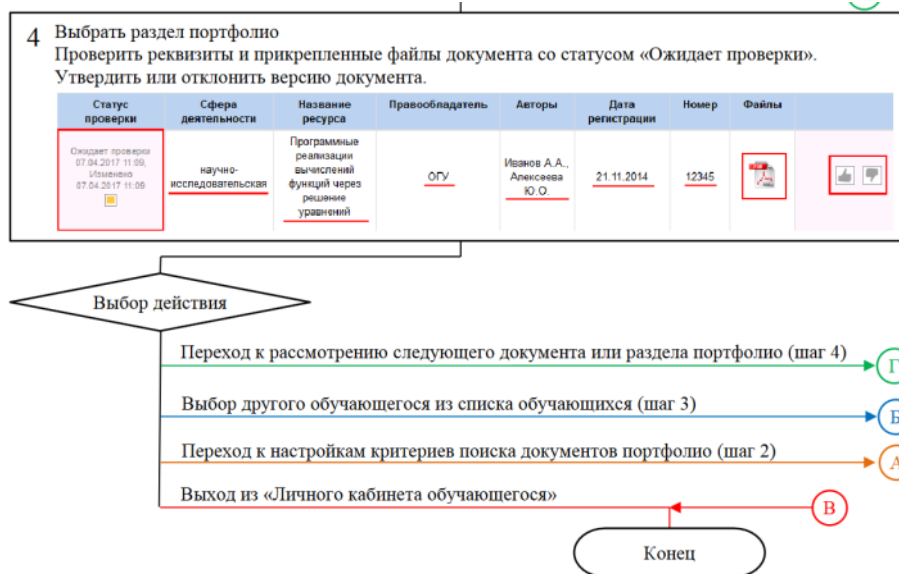 4 Выбрать раздел портфолио
Проверить реквизиты и прикрепленные файлы документа со статусом «Ожидает проверки».
Утвердить или отклонить версию документа.
Статус проверки
Сфера деятельности
Название ресурса
Правообладатель
Авторы
Дата регистрации
Номер
Файлы
Ожидает проверки
07.04.2017 11:09,
Изменено
07.04.2017 11:09
научно-
исследовательская
Программные
реализации
вычислений
функций через
решение
уравнений
ОГУ
Иванов А.А.,
Алексеева
Ю.О.
21.11.2014
12345
Выбор действия
Переход к рассмотрению следующего документа или раздела портфолио (шаг 4)
Г
Выбор другого обучающегося из списка обучающихся (шаг 3)
Б
Переход к настройкам критериев поиска документов портфолио (шаг 2)
А
Выход из «Личного кабинета обучающегося»
В
Конец